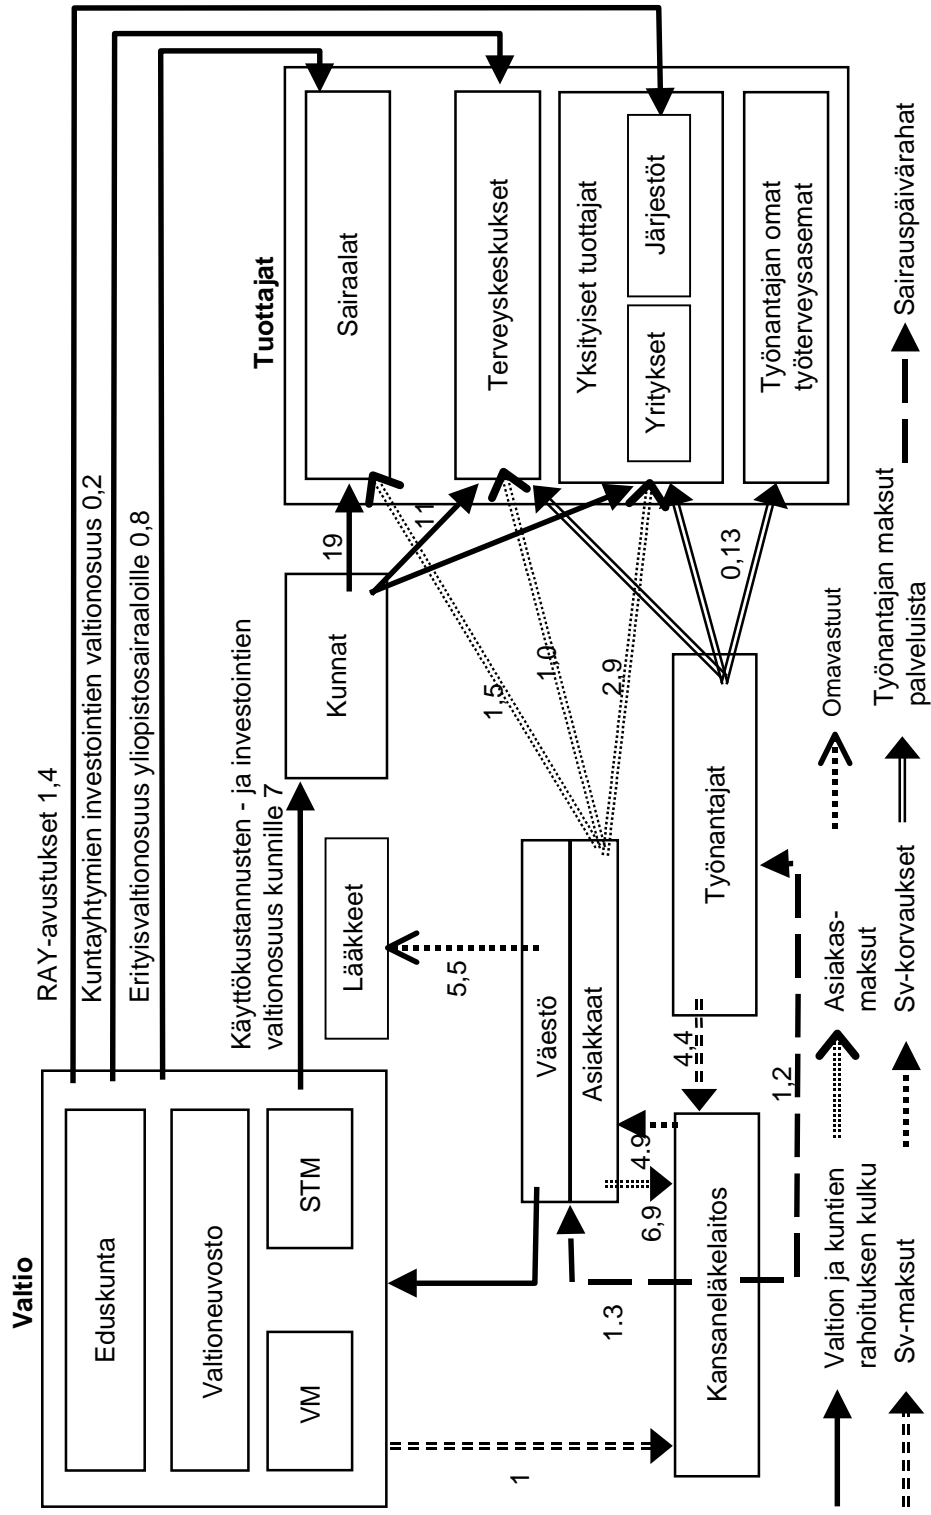 Valtio
Eduskunta
Valtioneuvosto
VM
STM
RAY-avustukset 1,4
Kuntayhtymien investointien valtionosuus 0,2
Erityisvaltionosuus yliopistosairaaloille 0,8
Käyttökustannusten - ja investointien
valtionosuus kunnille 7
Lääkkeet
5,5
Kunnat
19
11
Tuottajat
Sairaalat
Terveyskeskukset
Yksityiset tuottajat
Yritykset
Järjestöt
Työnantajan omat
työterveysasemat
Väestö
Asiakkaat
1,5
1,0
2,9
0,13
1
1.3
6,9
4.9
4,4
1,2
Kansaneläkelaitos
Työnantajat
Valtion ja kuntien
rahoituksen kulku
Asiakas-
maksut
Omavastuut
Sv-maksut
Sv-korvaukset
Työnantajan maksut
palveluista
Sairauspäivärahat